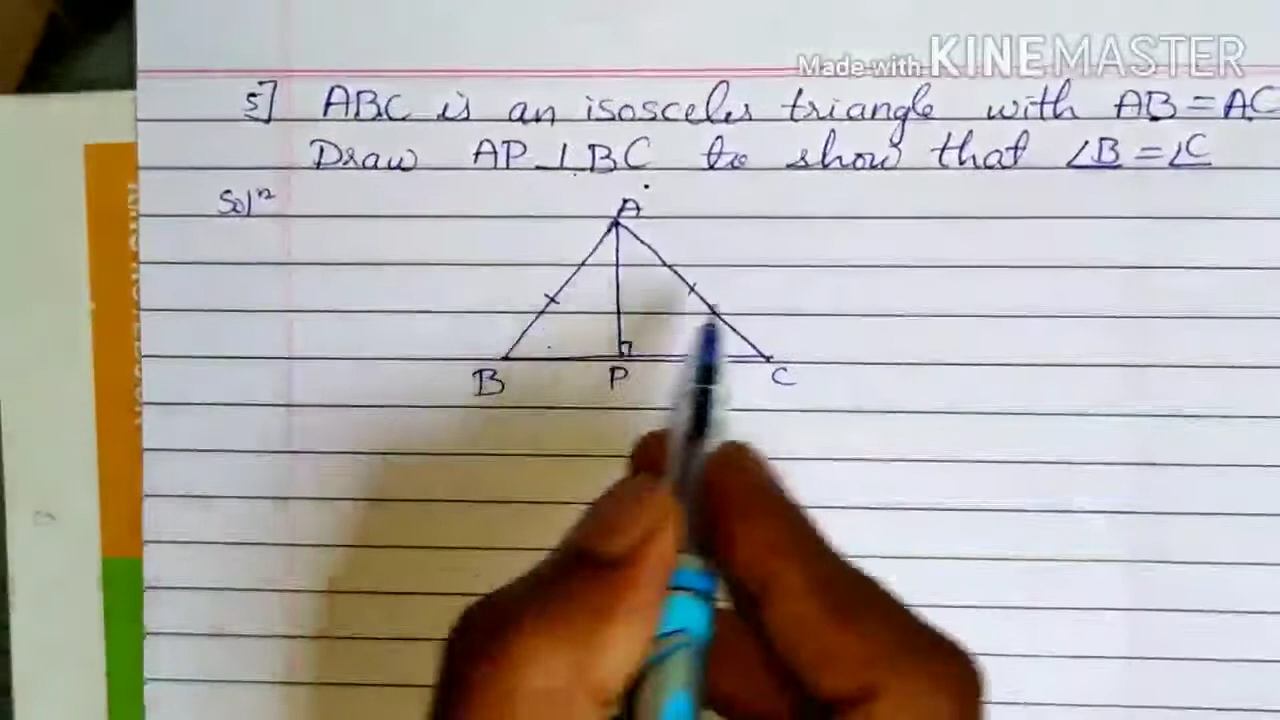 Made with KINEMASTER
5] ABC is an isosceles triangle with AB = AC
Draw AP ⊥ BC to show that ∠B = ∠C
Solⁿ
A
B P C